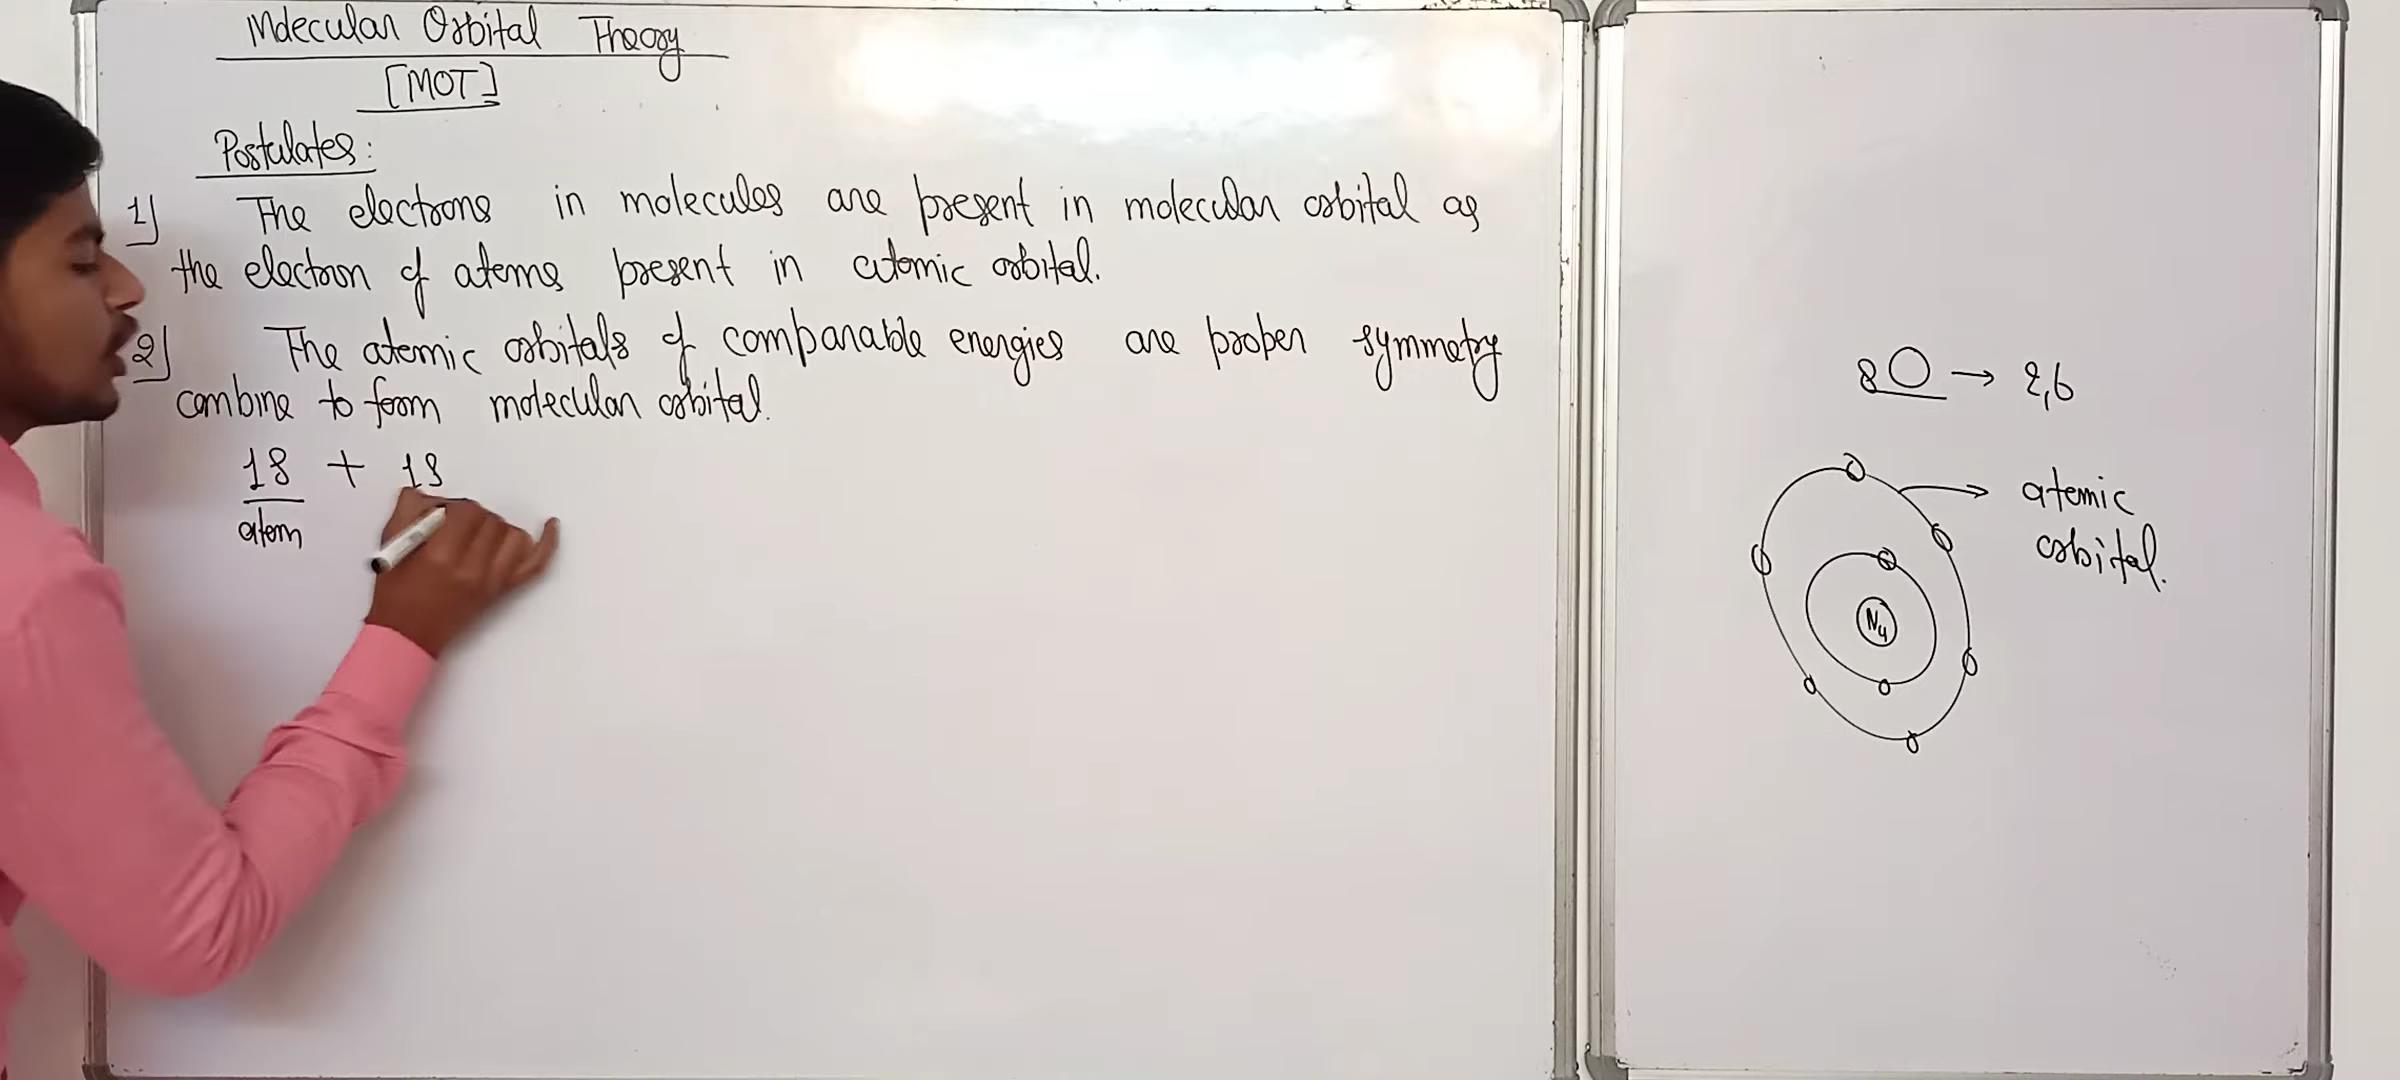 Molecular Orbital Theory
[MOT]
Postulates:
1) The electrons in molecules are present in molecular orbital as
the electron of atoms present in atomic orbital.
2) The atomic orbitals of comparable energies are proper symmetry
combine to form molecular orbital.
1s + 1s
atom
8O → 2,6
atomic
orbital.
Nu